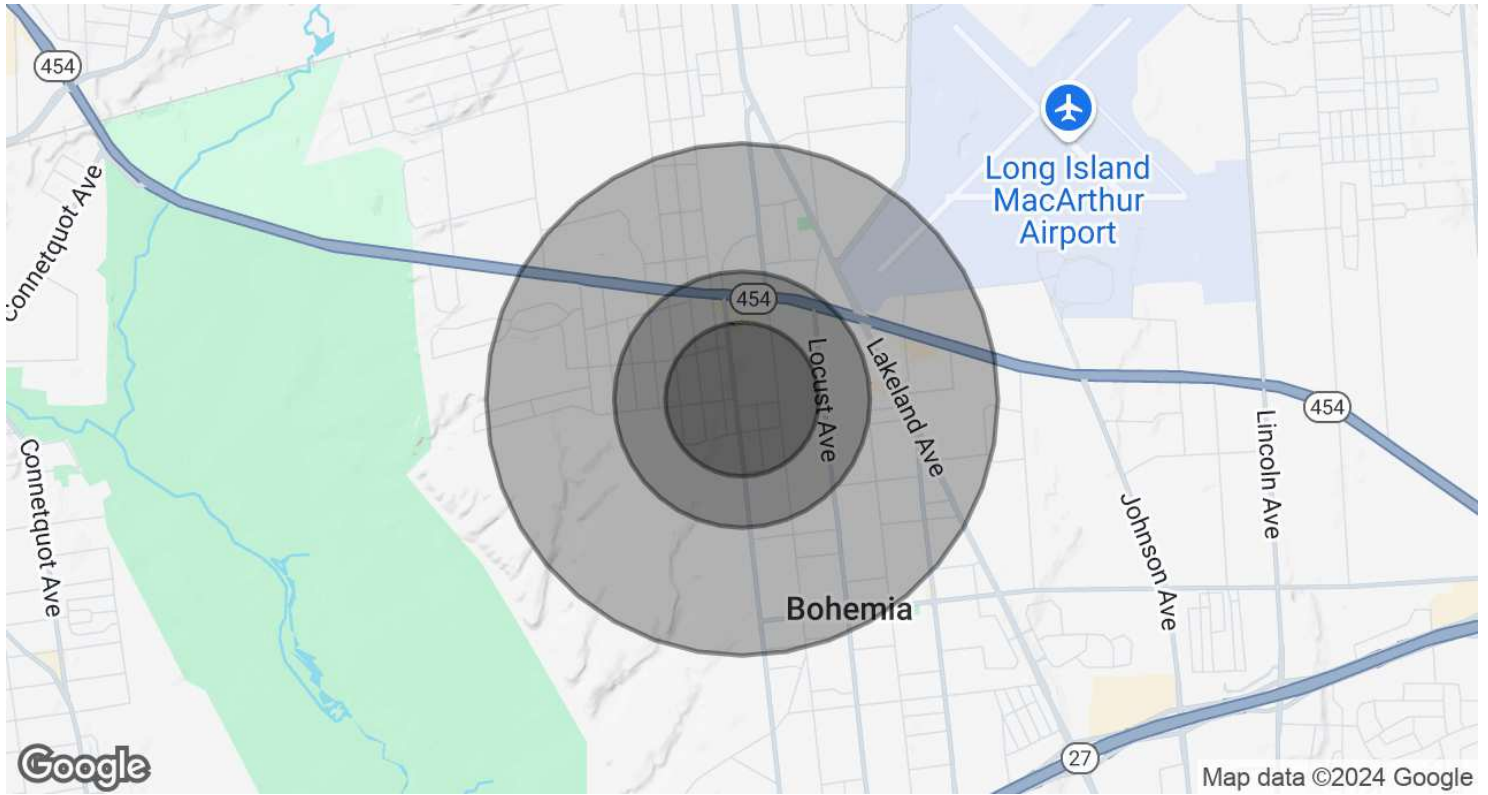 454
Connetquot Ave
Long Island
MacArthur
Airport
454
Locust Ave
Lakeland Ave
454
Lincoln Ave
Connetquot Ave
Johnson Ave
Bohemia
27
Google
Map data ©2024 Google